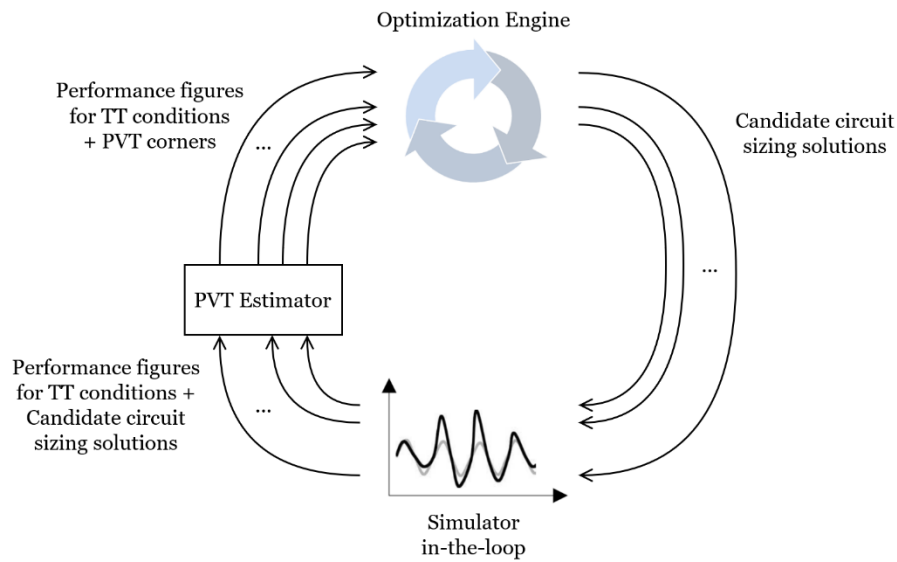 Optimization Engine
Performance figures
for TT conditions
+ PVT corners
...
Candidate circuit
sizing solutions
...
PVT Estimator
Performance figures
for TT conditions +
Candidate circuit
sizing solutions
...
Simulator
in-the-loop